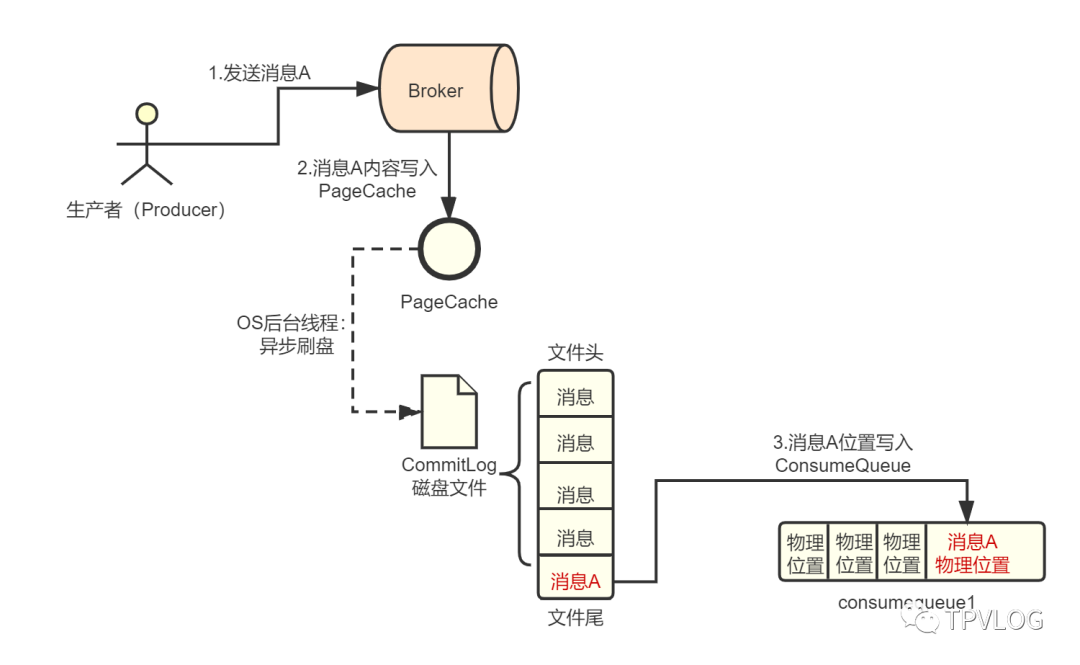 1.发送消息A
Broker
生产者（Producer）
2.消息A内容写入
PageCache
PageCache
OS后台线程：
异步刷盘
CommitLog
磁盘文件
文件头
消息
消息
消息
消息
消息A
文件尾
3.消息A位置写入
ConsumeQueue
物理
位置
物理
位置
物理
位置
消息A
物理位置
consumequeue1
TPVLOG